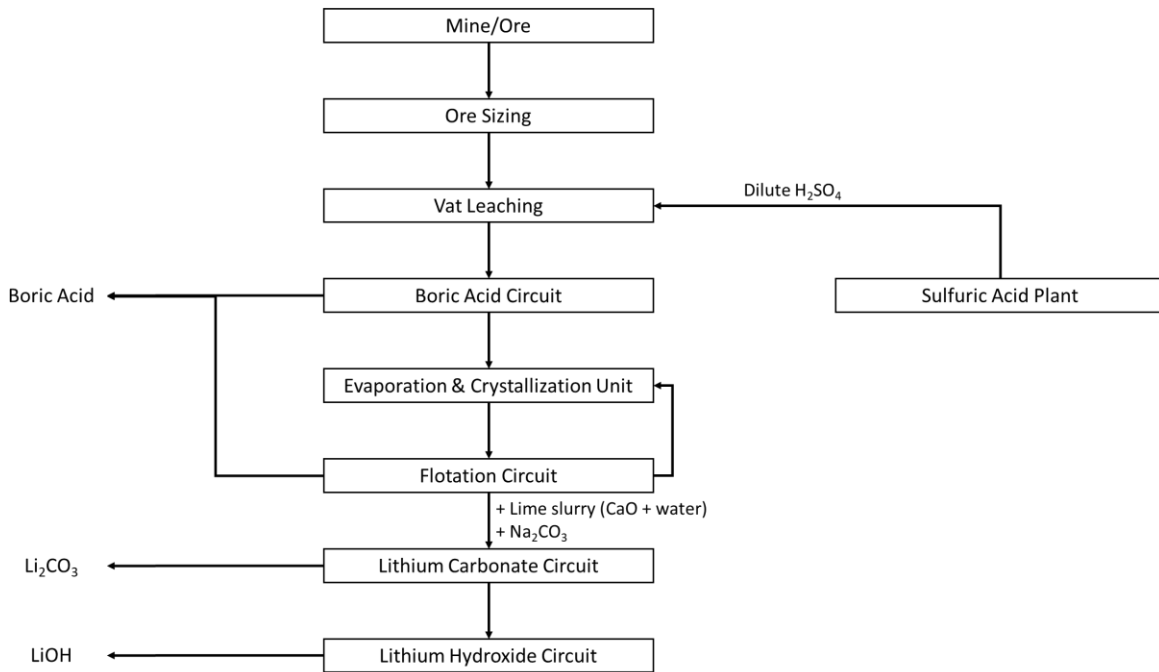 Mine/Ore
Ore Sizing
Dilute H₂SO₄
Vat Leaching
Boric Acid
Boric Acid Circuit
Sulfuric Acid Plant
Evaporation & Crystallization Unit
Flotation Circuit
+ Lime slurry (CaO + water)
+ Na₂CO₃
Li₂CO₃
Lithium Carbonate Circuit
LiOH
Lithium Hydroxide Circuit